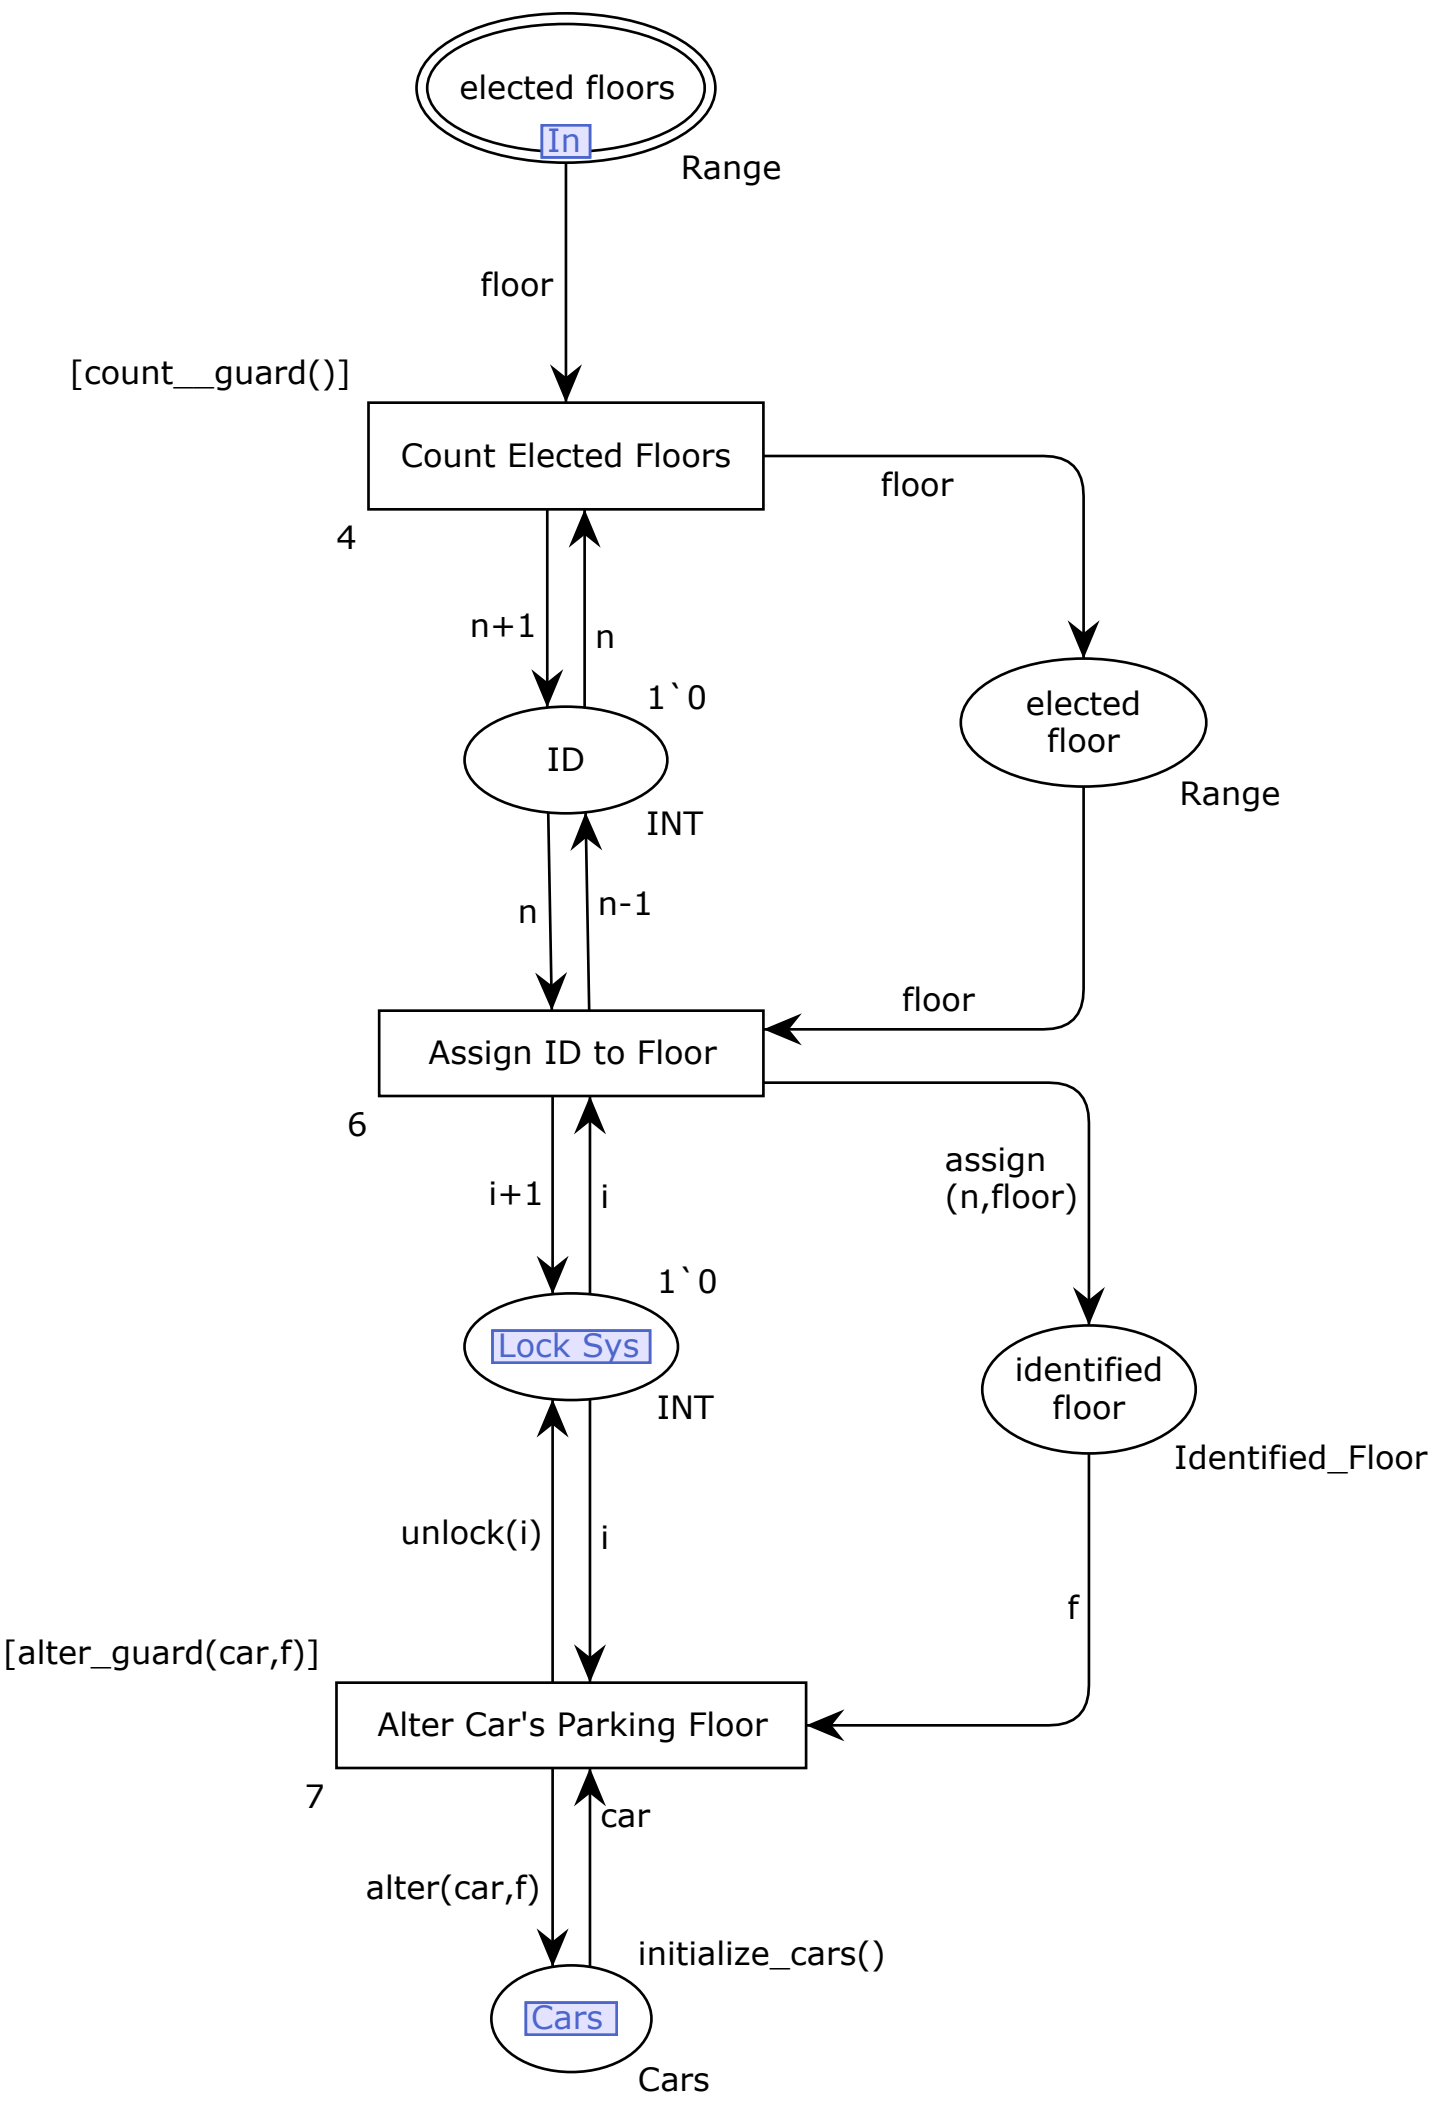 elected floors
In
Range
floor
[count__guard()]
Count Elected Floors
floor
4
n+1
n
1`0
ID
INT
elected
floor
Range
n
n-1
floor
Assign ID to Floor
6
i+1
i
assign
(n,floor)
1`0
Lock Sys
INT
identified
floor
Identified_Floor
unlock(i)
i
f
[alter_guard(car,f)]
Alter Car's Parking Floor
7
car
alter(car,f)
initialize_cars()
Cars
Cars